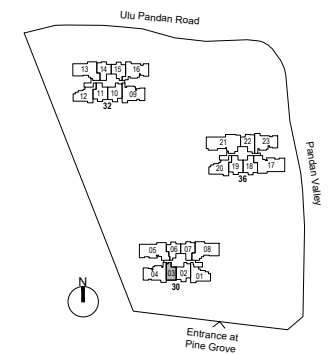 Ulu Pandan Road
13 14 15 16
12 11 10 09
32
21 22 23
20 19 18 17
36
Pandan Valley
05 06 07 08
04 03 02 01
30
N
Entrance at
Pine Grove